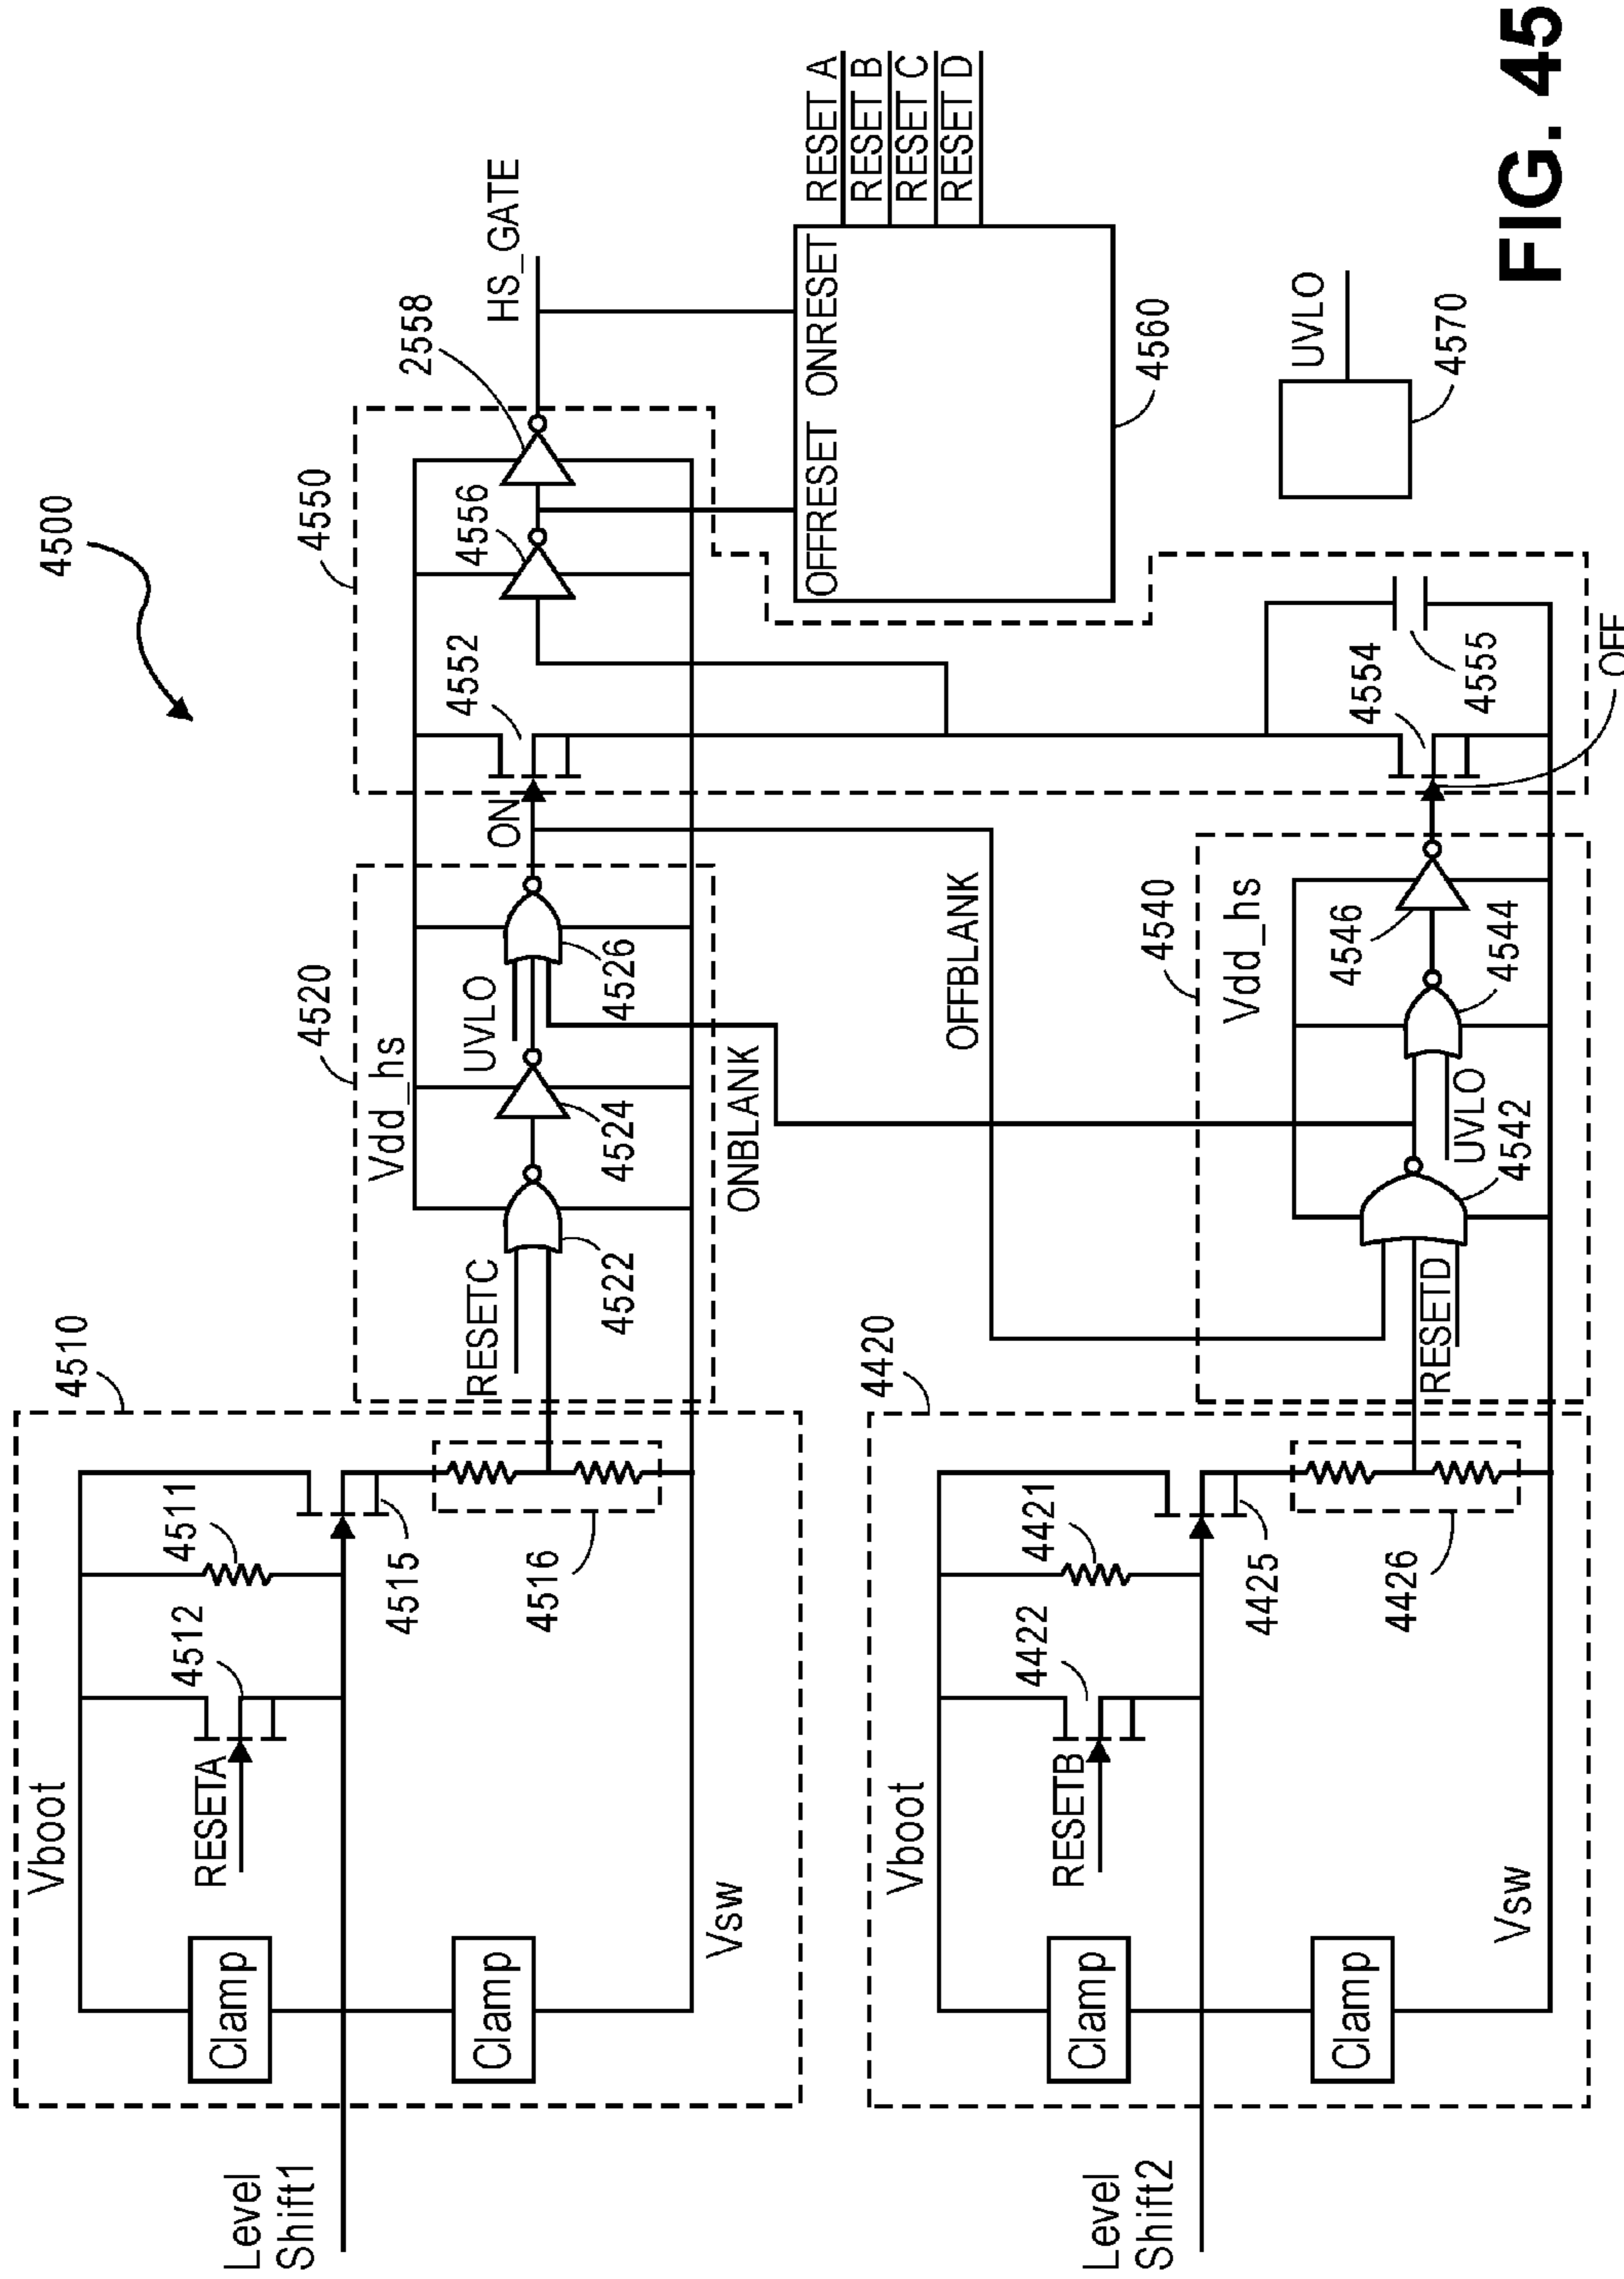 4500
4510
Vboot
Clamp
RESETA
4512
4511
4515
4516
Clamp
Vsw
Level
Shift1
4520
Vdd_hs
RESETC
4522
4524
UVLO
4526
ONBLANK
ON
4550
4552
4556
2558
HS_GATE
OFFRESET ONRESET
RESET A
RESET B
RESET C
RESET D
4560
UVLO
4570
4420
Vboot
Clamp
RESETB
4422
4421
4425
4426
Clamp
Vsw
Level
Shift2
OFFBLANK
4540
Vdd_hs
RESETD
4542
UVLO
4544
4546
4554
4555
OFF
FIG. 45